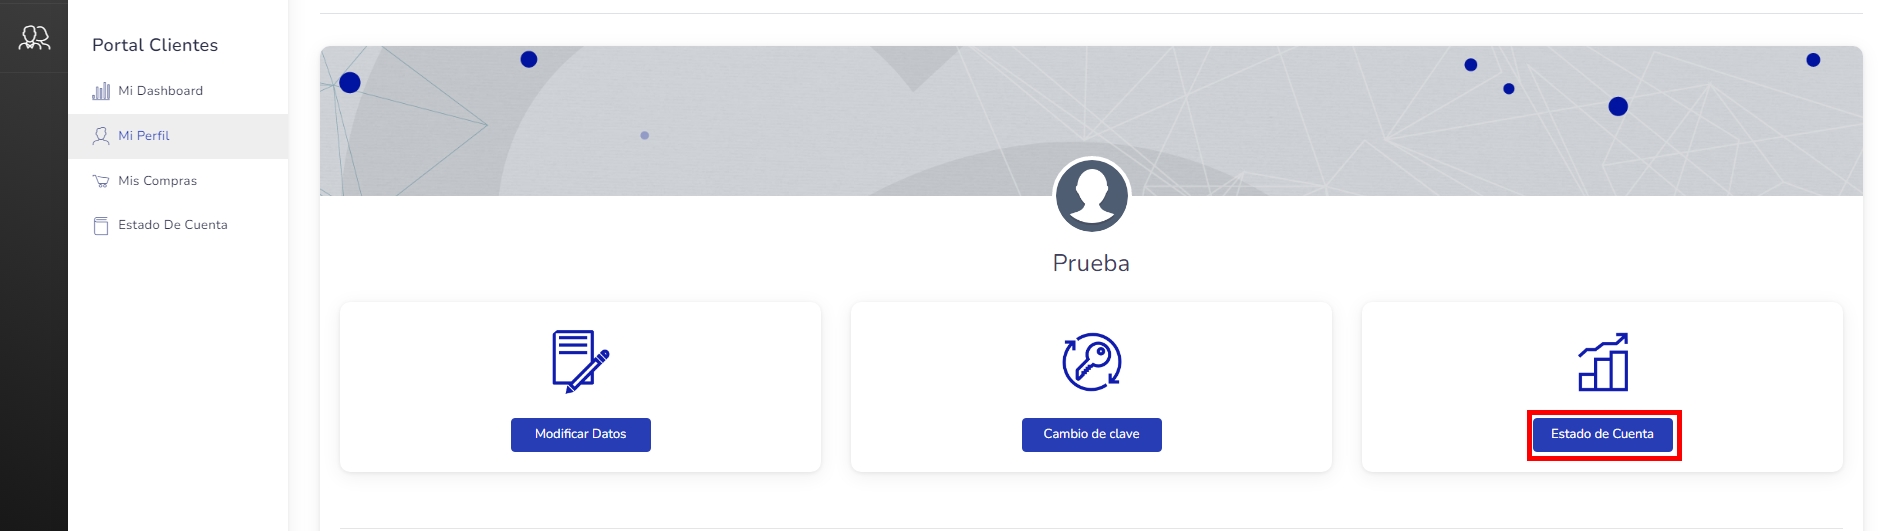 Portal Clientes
Mi Dashboard
Mi Perfil
Mis Compras
Estado De Cuenta
Prueba
Modificar Datos
Cambio de clave
Estado de Cuenta